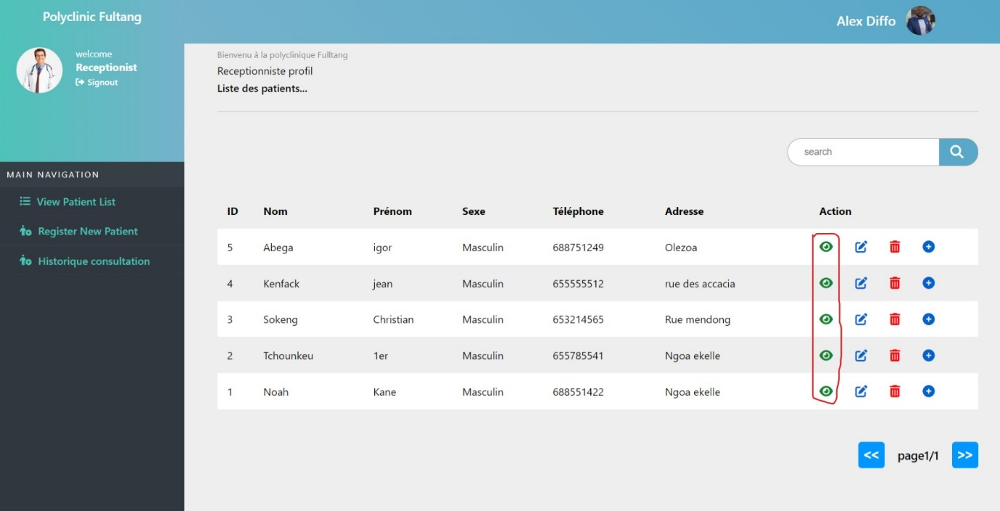 Polyclinic Fultang
Alex Diffo
welcome
Receptionist
Signout
Bienvenu à la polyclinique Fulltang
Receptionniste profil
Liste des patients...
search
MAIN NAVIGATION
View Patient List
Register New Patient
Historique consultation
ID Nom Prénom Sexe Téléphone Adresse Action
5 Abega igor Masculin 688751249 Olezoa
4 Kenfack jean Masculin 655555512 rue des accacia
3 Sokeng Christian Masculin 653214565 Rue mendong
2 Tchounkeu 1er Masculin 655785541 Ngoa ekelle
1 Noah Kane Masculin 688551422 Ngoa ekelle
<< page1/1 >>